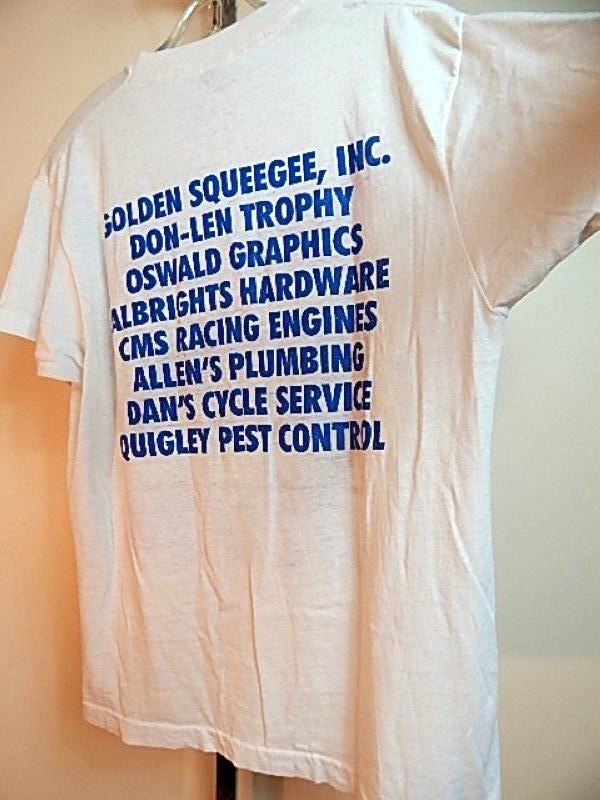 GOLDEN SQUEEGEE, INC.
DON-LEN TROPHY
OSWALD GRAPHICS
ALBRIGHTS HARDWARE
CMS RACING ENGINES
ALLEN'S PLUMBING
DAN'S CYCLE SERVICE
QUIGLEY PEST CONTROL